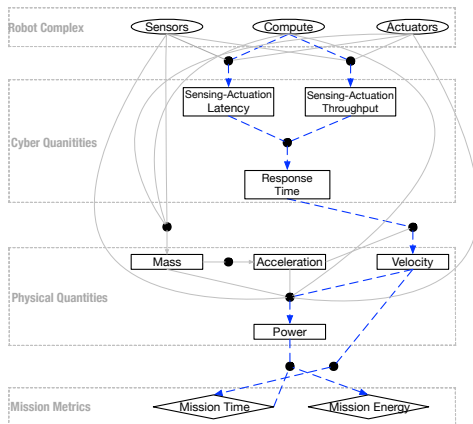 Robot Complex
Sensors
Compute
Actuators
Sensing-Actuation
Latency
Sensing-Actuation
Throughput
Cyber Quanitities
Response
Time
Mass
Acceleration
Velocity
Physical Quantities
Power
Mission Metrics
Mission Time
Mission Energy